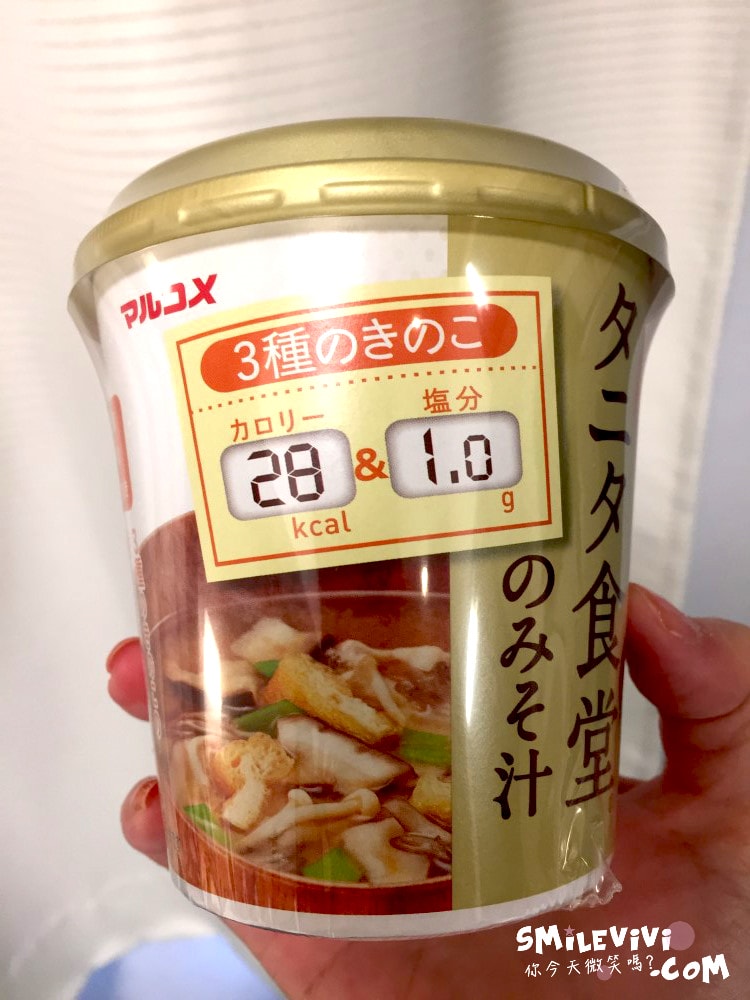 マルコメ
3種のきのこ
カロリー
28
kcal
&
塩分
1.0
g
タニタ食堂
のみそ汁
SMiLEViVi
你今天微笑嗎?
.COM